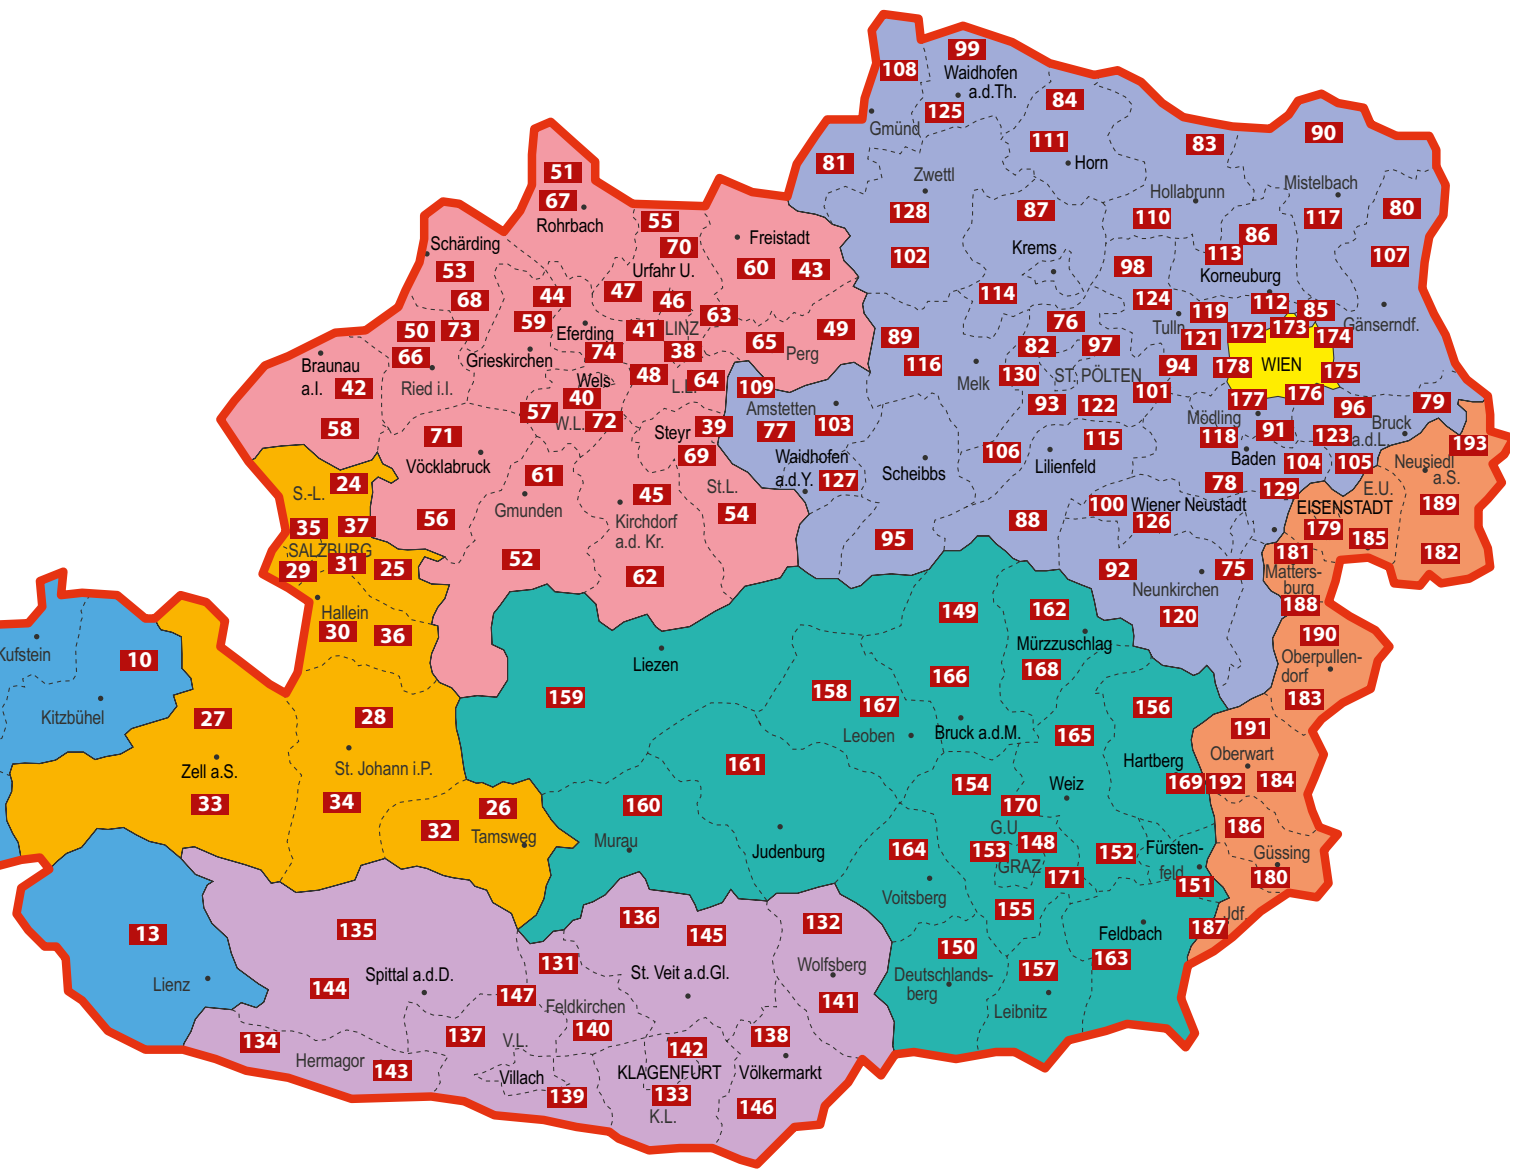 99
108
Waidhofen
a.d.Th.
84
125
Gmünd
90
111
83
81
Horn
51
Zwettl
Mistelbach
67
Hollabrunn
Rohrbach
128
87
110
117
80
55
Freistadt
86
Schärding
70
Krems
113
107
53
Urfahr U.
60
43
102
98
Korneuburg
68
44
47
46
114
124
112
85
63
119
50
73
59
Eferding
41
LINZ
49
76
Tulln
172
173
174
Gänserndf.
66
74
38
65
Perg
89
82
97
121
Braunau
a.I.
Grieskirchen
116
94
178
WIEN
175
42
Ried i.I.
Wels
48
L.L.
64
109
Melk
130
ST. PÖLTEN
101
177
176
40
Amstetten
93
122
96
79
58
57
W.L.
72
39
103
Mödling
91
Bruck
a.d.L.
71
Steyr
77
115
118
123
193
Vöcklabruck
69
Waidhofen
a.d.Y.
127
Scheibbs
106
Lilienfeld
Baden
104
105
Neusiedl
a.S.
24
61
St.L.
78
129
E.U.
S.-L.
45
100
Wiener Neustadt
EISENSTADT
189
35
37
56
Gmunden
Kirchdorf
a.d. Kr.
54
88
126
179
SALZBURG
95
185
29
31
25
52
62
92
75
181
182
Matters-
burg
Hallein
149
162
Neunkirchen
188
30
36
120
190
Kufstein
10
Liezen
Mürzzuschlag
Oberpullen-
dorf
168
166
183
159
158
167
156
Kitzbühel
27
28
Leoben
Bruck a.d.M.
165
191
Zell a.S.
St. Johann i.P.
161
Hartberg
Oberwart
154
Weiz
169
192
184
33
34
26
160
170
32
Tamsweg
Murau
Judenburg
164
G.U.
153
148
152
Fürsten-
feld
186
Güssing
GRAZ
171
151
180
Voitsberg
13
135
136
145
132
155
Jdf.
187
Feldbach
150
163
131
St. Veit a.d.Gl.
Wolfsberg
Deutschlands-
berg
157
Lienz
144
Spittal a.d.D.
147
Feldkirchen
141
Leibnitz
134
137
V.L.
140
138
142
Hermagor
143
Villach
KLAGENFURT
Völkermarkt
139
133
146
K.L.